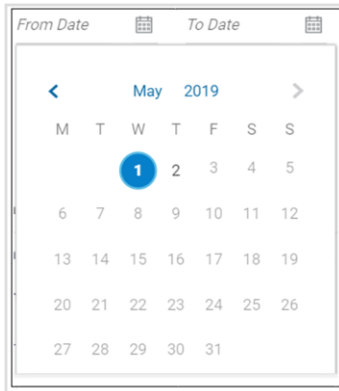 From Date To Date
May 2019
M T W T F S S
1 2 3 4 5
6 7 8 9 10 11 12
13 14 15 16 17 18 19
20 21 22 23 24 25 26
27 28 29 30 31